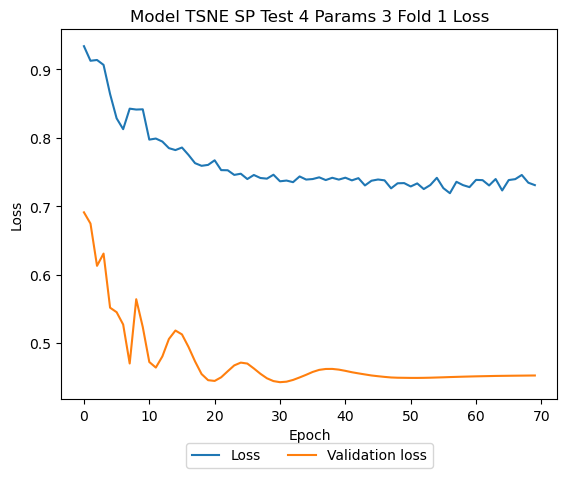 Model TSNE SP Test 4 Params 3 Fold 1 Loss
0.9
0.8
0.7
0.6
0.5
Loss
0 10 20 30 40 50 60 70
Epoch
Loss Validation loss